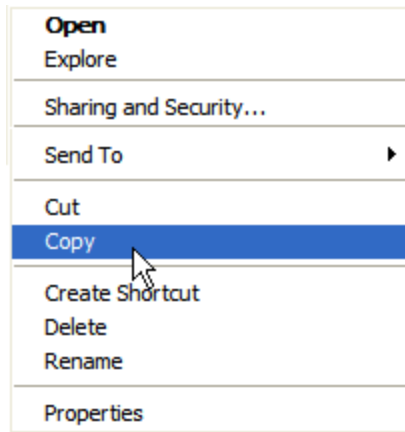 Open
Explore
Sharing and Security...
Send To
Cut
Copy
Create Shortcut
Delete
Rename
Properties